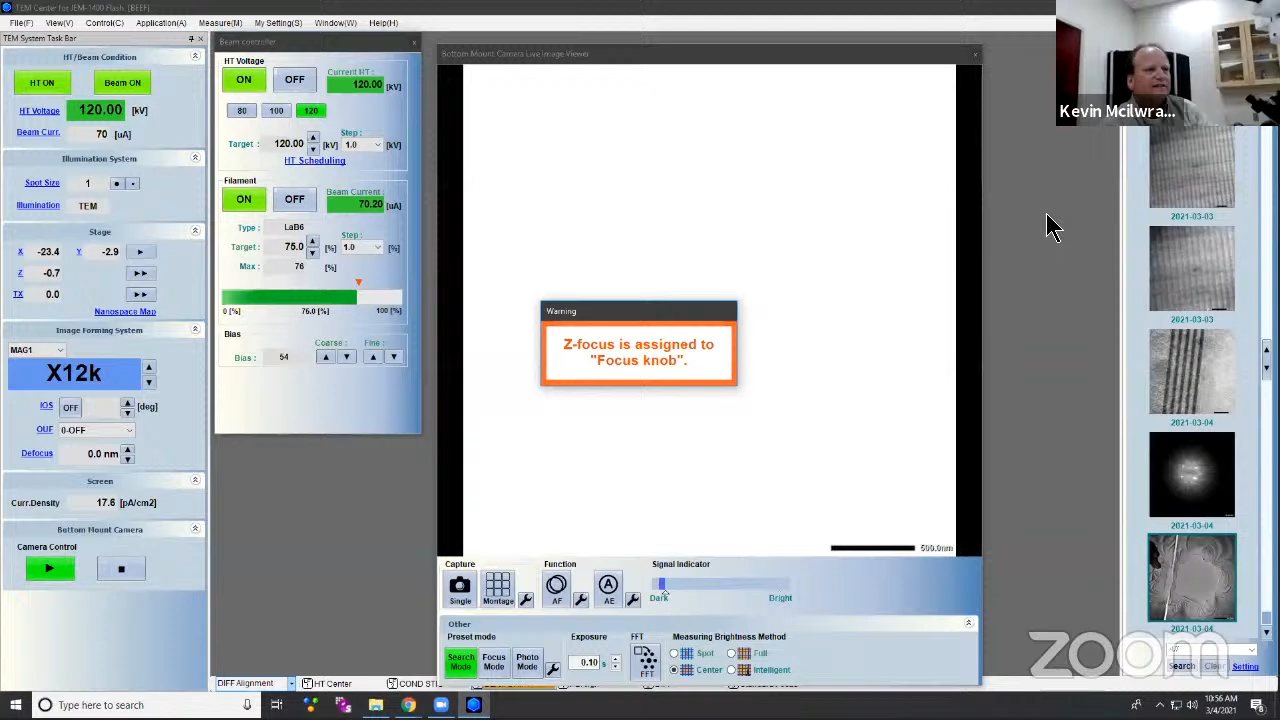 TEM Center for JEM-1400 Flash. [BEEF]
File(F) View(V) Operation(O) Area(A) Measure(R) Maintenance(M) My Setting(S) Window(W) Help(H)
TEM System Task Bar
HT/Beam Condition
HT ON
Beam ON
HT Voltage 120.00 [kV]
Beam Curr. 70 [uA]
Illumination System
Spot Size 1
Illumination TEM
Stage
X -23.4 Y -2.9
Z -0.7
TX 0.0
Nanospace Map
Image Forming System
MAG1
X12k
IOS OFF [deg]
OUF 0-OFF
Defocus 0.0 nm
Screen
Curr.Density 17.6 [pA/cm2]
Bottom Mount Camera
Camera Control
Beam controller
x
HT Voltage
ON OFF Current HT: 120.00 [kV]
80 100 120
Step:
Target : 120.00 [kV] 1.0 [kV]
HT Scheduling
Filament
ON OFF Beam Current : 70.20 [uA]
Type : LaB6
Step :
Target : 75.0 [%] 1.0 [%]
Max : 76 [%]
0 [%] 75.0 [%] 100 [%]
Bias
Coarse : Fine :
Bias : 54
Bottom Mount Camera Live Image Viewer
x
Warning
Z-focus is assigned to
"Focus knob".
500.0nm
Capture Function Signal Indicator
Single Montage AF AE
Dark Bright
Other
Preset mode Exposure FFT Measuring Brightness Method
Search Mode
Focus Mode
Photo Mode
0.10 s
FFT
Spot Full
Center Intelligent
DIFF Alignment HT Center
Kevin Mcilwra...
2021-03-03
2021-03-03
2021-03-04
2021-03-04
2021-03-04
Search Clear Setting
zoom
Type here to search
10:56 AM
3/4/2021